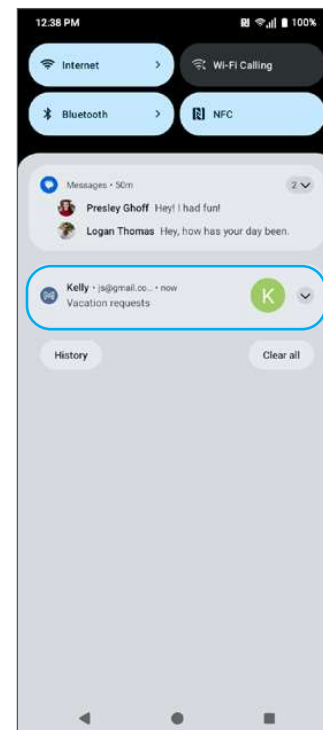 12:38 PM 100%
Internet Wi-Fi Calling
Bluetooth NFC
Messages • 50m 2
Presley Ghoff Hey! I had fun!
Logan Thomas Hey, how has your day been.
Kelly • js@gmail.co... • now
Vacation requests
K
History Clear all